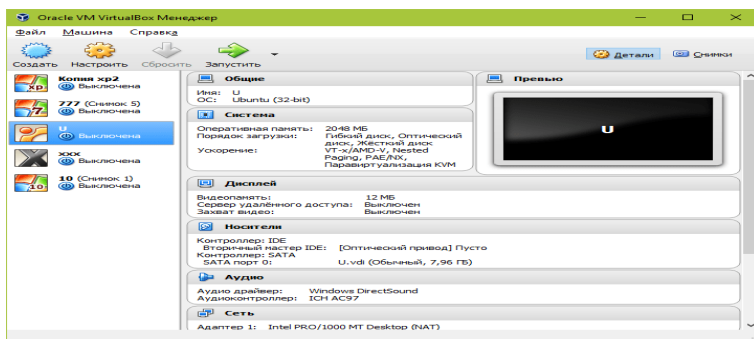 Oracle VM VirtualBox Менеджер
Файл Машина Справка
Создать Настроить Сбросить Запустить Детали Снимки
Копия xp2
Выключена
777 (Снимок 5)
Выключена
U
Выключена
xxx
Выключена
10 (Снимок 1)
Выключена
Общие
Имя: U
ОС: Ubuntu (32-bit)
Система
Оперативная память: 2048 МБ
Порядок загрузки: Гибкий диск, Оптический
диск, Жёсткий диск
Ускорение: VT-x/AMD-V, Nested
Paging, PAE/NX,
Паравиртуализация KVM
Превью
U
Дисплей
Видеопамять: 12 МБ
Сервер удалённого доступа: Выключен
Захват видео: Выключен
Носители
Контроллер: IDE
Вторичный мастер IDE: [Оптический привод] Пусто
Контроллер: SATA
SATA порт 0: U.vdi (Обычный, 7,96 ГБ)
Аудио
Аудио драйвер: Windows DirectSound
Аудиоконтроллер: ICH AC97
Сеть
Адаптер 1: Intel PRO/1000 MT Desktop (NAT)